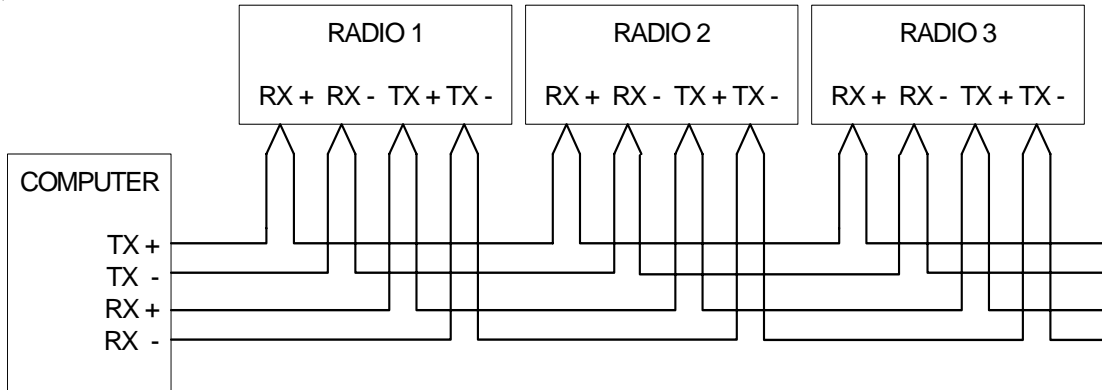 RADIO 1
RX + RX - TX + TX -
RADIO 2
RX + RX - TX + TX -
RADIO 3
RX + RX - TX + TX -
COMPUTER
TX +
TX -
RX +
RX -